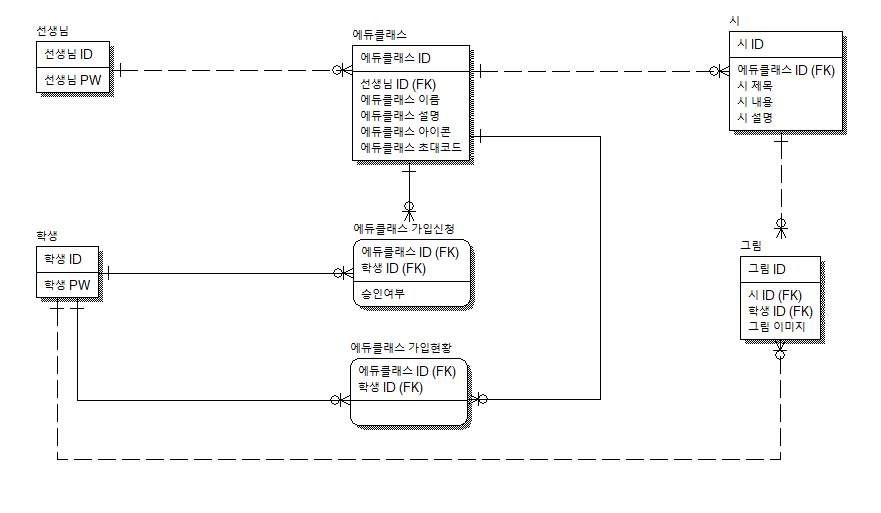 선생님
선생님 ID
선생님 PW
에듀클래스
에듀클래스 ID
선생님 ID (FK)
에듀클래스 이름
에듀클래스 설명
에듀클래스 아이콘
에듀클래스 초대코드
시
시 ID
에듀클래스 ID (FK)
시 제목
시 내용
시 설명
학생
학생 ID
학생 PW
에듀클래스 가입신청
에듀클래스 ID (FK)
학생 ID (FK)
승인여부
그림
그림 ID
시 ID (FK)
학생 ID (FK)
그림 이미지
에듀클래스 가입현황
에듀클래스 ID (FK)
학생 ID (FK)